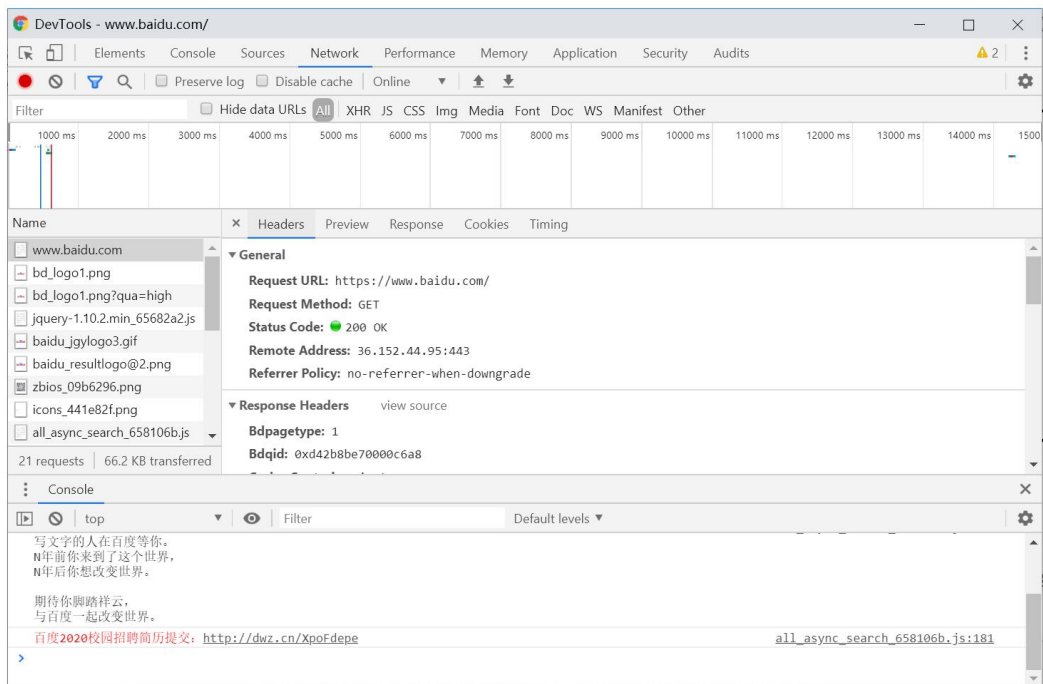 DevTools - www.baidu.com/
Elements Console Sources Network Performance Memory Application Security Audits 2
Preserve log Disable cache Online
Filter Hide data URLs All XHR JS CSS Img Media Font Doc WS Manifest Other
1000 ms 2000 ms 3000 ms 4000 ms 5000 ms 6000 ms 7000 ms 8000 ms 9000 ms 10000 ms 11000 ms 12000 ms 13000 ms 14000 ms 1500
Name
www.baidu.com
bd_logo1.png
bd_logo1.png?qua=high
jquery-1.10.2.min_65682a2.js
baidu_jgylogo3.gif
baidu_resultlogo@2.png
zbios_09b6296.png
icons_441e82f.png
all_async_search_658106b.js
21 requests 66.2 KB transferred
Headers Preview Response Cookies Timing
General
Request URL: https://www.baidu.com/
Request Method: GET
Status Code: 200 OK
Remote Address: 36.152.44.95:443
Referrer Policy: no-referrer-when-downgrade
Response Headers view source
Bdpagetype: 1
Bdqid: 0xd42b8be70000c6a8
Console
top Filter Default levels
写文字的人在百度等你。
N年前你来到了这个世界，
N年后你想改变世界。
期待你脚踏祥云，
与百度一起改变世界。
百度2020校园招聘简历提交：http://dwz.cn/XpoFdepe all_async_search_658106b.js:181